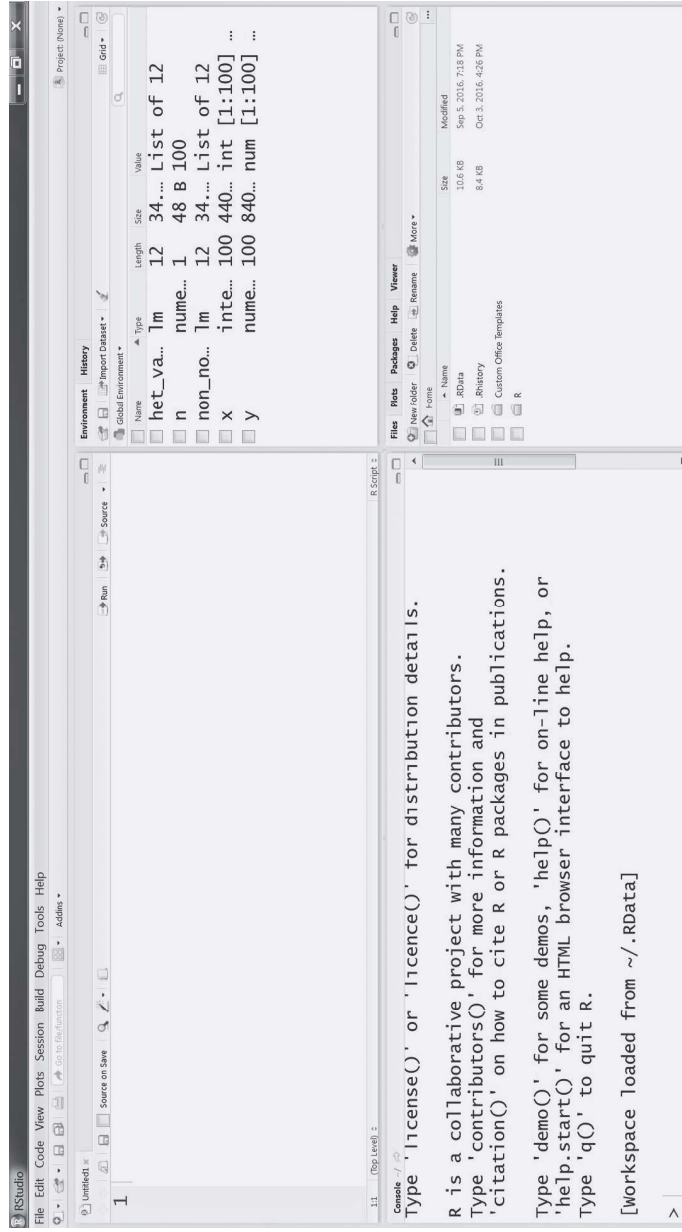 RStudio
File Edit Code View Plots Session Build Debug Tools Help
Go to file/function Addins
Project: (None)
Untitled1
Source on Save Run Source
1
1:1 (Top Level) R Script
Console ~/
Type 'license()' or 'licence()' for distribution details.
R is a collaborative project with many contributors.
Type 'contributors()' for more information and
'citation()' on how to cite R or R packages in publications.
Type 'demo()' for some demos, 'help()' for on-line help, or
'help.start()' for an HTML browser interface to help.
Type 'q()' to quit R.
[Workspace loaded from ~/.RData]
>
Environment History
Import Dataset Grid
Global Environment
Name Type Length Size Value
het_va... lm 12 34.... List of 12
n nume... 1 48 B 100
non_no... lm 12 34.... List of 12
x inte... 100 440... int [1:100] ...
y nume... 100 840... num [1:100] ...
Files Plots Packages Help Viewer
New Folder Delete Rename More
Home
Name Size Modified
.RData 10.6 KB Sep 5, 2016, 7:18 PM
.Rhistory 8.4 KB Oct 3, 2016, 4:26 PM
Custom Office Templates
R